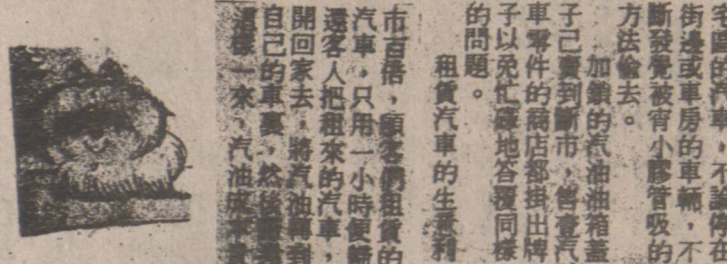 的汽車，不論停在
街邊或車房的車輛，不
斷發覺被宵小膠管吸的
方法偷去。
加鎖的汽油油箱蓋
子已賣到斷市，售賣汽
車零件的商店都掛出牌
子以免忙碌地答覆同樣
的問題。
租賃汽車的生意利
市百倍，顧客們租賃的
汽車，只用一小時便歸
還客人把租來的汽車，
開回家去，將汽油轉到
自己的車裏，然後
一來，汽油